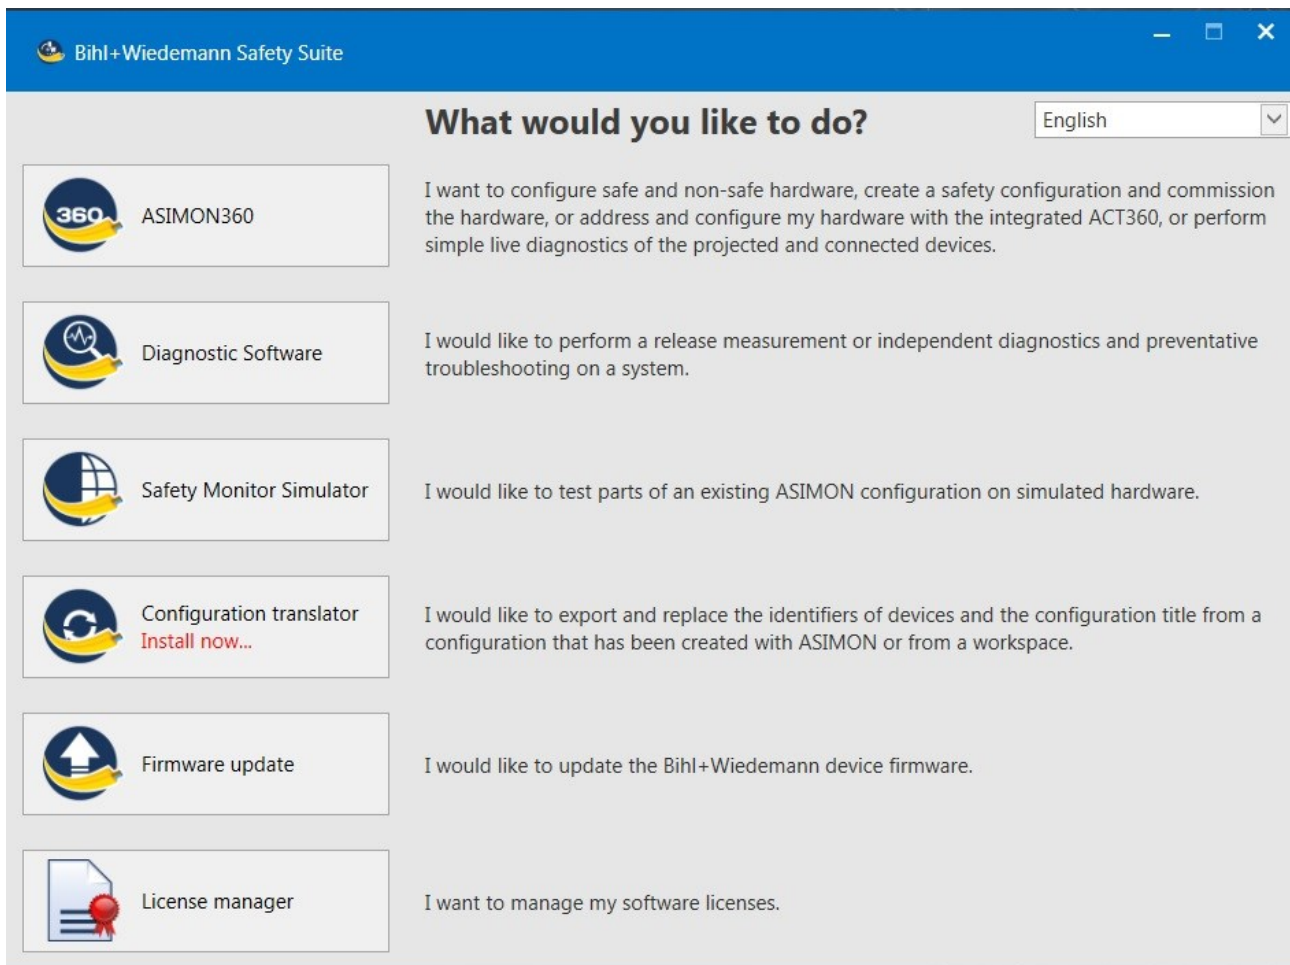 Bihl+Wiedemann Safety Suite
What would you like to do?
English
360
ASIMON360
I want to configure safe and non-safe hardware, create a safety configuration and commission
the hardware, or address and configure my hardware with the integrated ACT360, or perform
simple live diagnostics of the projected and connected devices.
Diagnostic Software
I would like to perform a release measurement or independent diagnostics and preventative
troubleshooting on a system.
Safety Monitor Simulator
I would like to test parts of an existing ASIMON configuration on simulated hardware.
Configuration translator
Install now...
I would like to export and replace the identifiers of devices and the configuration title from a
configuration that has been created with ASIMON or from a workspace.
Firmware update
I would like to update the Bihl+Wiedemann device firmware.
License manager
I want to manage my software licenses.